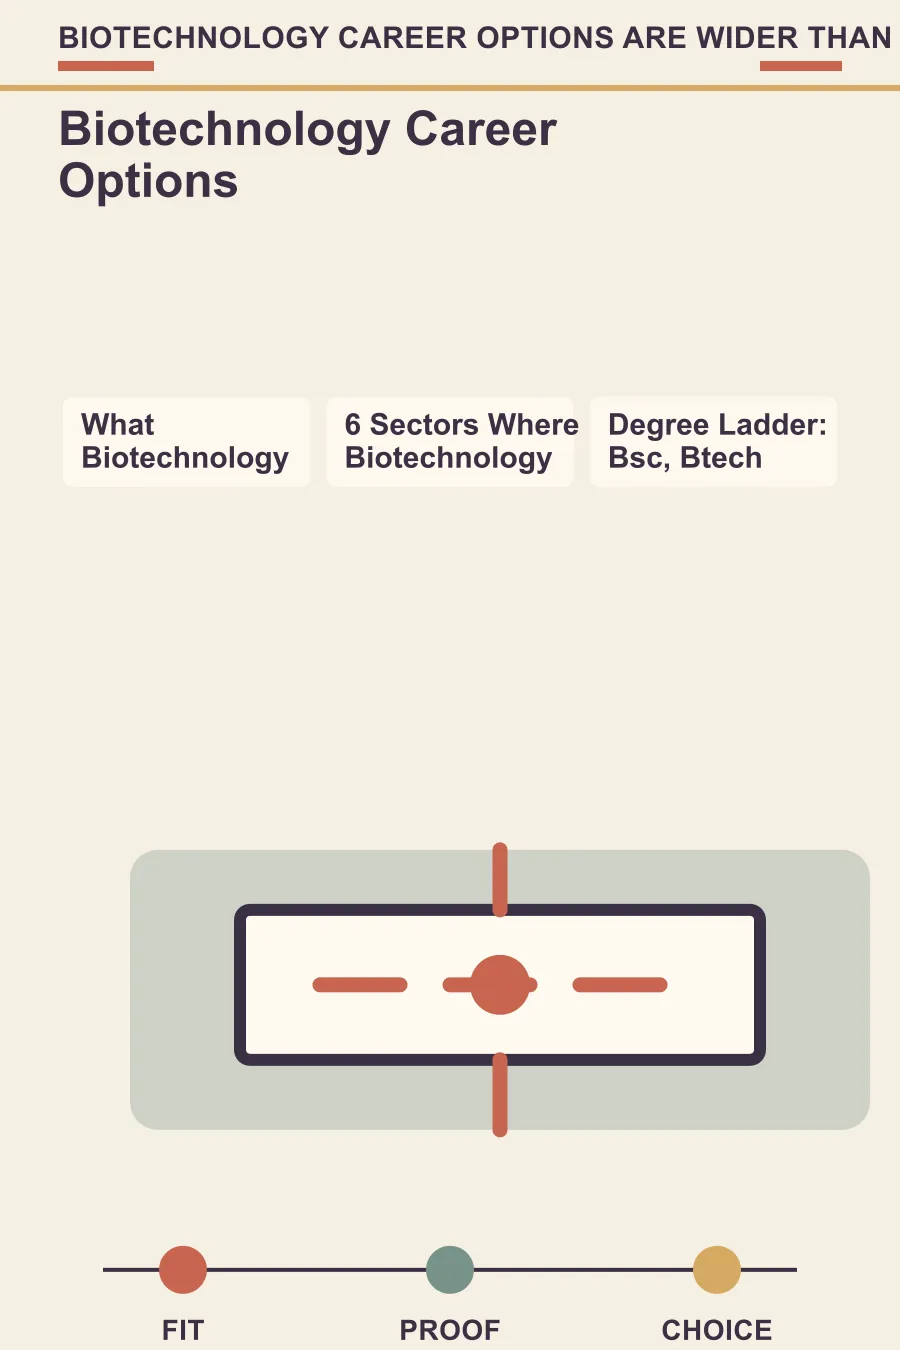 BIOTECHNOLOGY CAREER OPTIONS ARE WIDER THAN
Biotechnology Career
Options
What
Biotechnology
6 Sectors Where
Biotechnology
Degree Ladder:
Bsc, Btech
FIT
PROOF
CHOICE